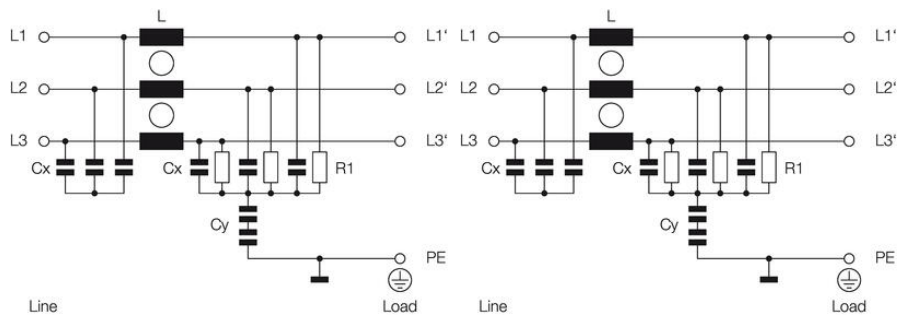 L L
L1 L1‘ L1 L1‘
L2 L2‘ L2 L2‘
L3 L3‘ L3 L3‘
Cx Cx R1 Cx Cx R1
Cy Cy
PE PE
Line Load Line Load